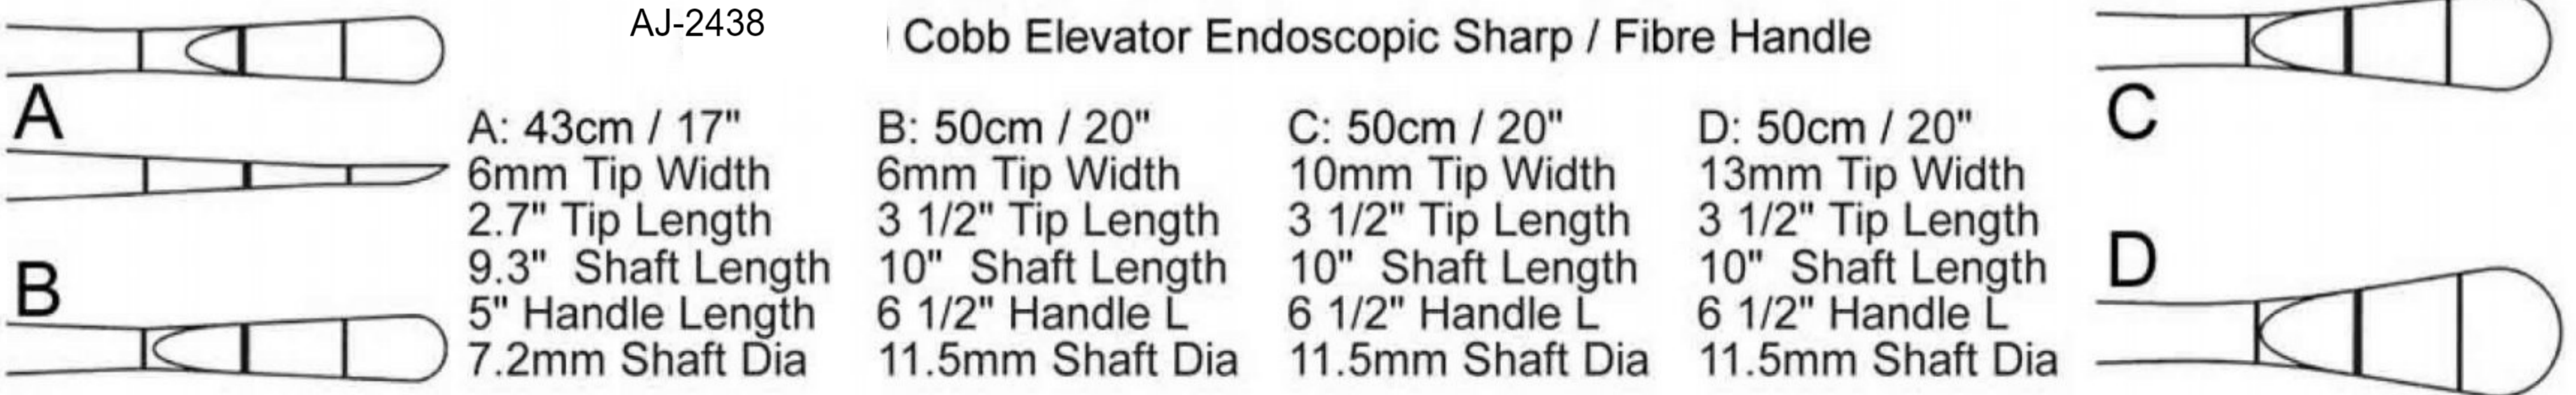 AJ-2438
Cobb Elevator Endoscopic Sharp / Fibre Handle
A
B
A: 43cm / 17"
6mm Tip Width
2.7" Tip Length
9.3"  Shaft Length
5" Handle Length
7.2mm Shaft Dia
B: 50cm / 20"
6mm Tip Width
3 1/2" Tip Length
10"  Shaft Length
6 1/2" Handle L
11.5mm Shaft Dia
C: 50cm / 20"
10mm Tip Width
3 1/2" Tip Length
10"  Shaft Length
6 1/2" Handle L
11.5mm Shaft Dia
D: 50cm / 20"
13mm Tip Width
3 1/2" Tip Length
10"  Shaft Length
6 1/2" Handle L
11.5mm Shaft Dia
C
D